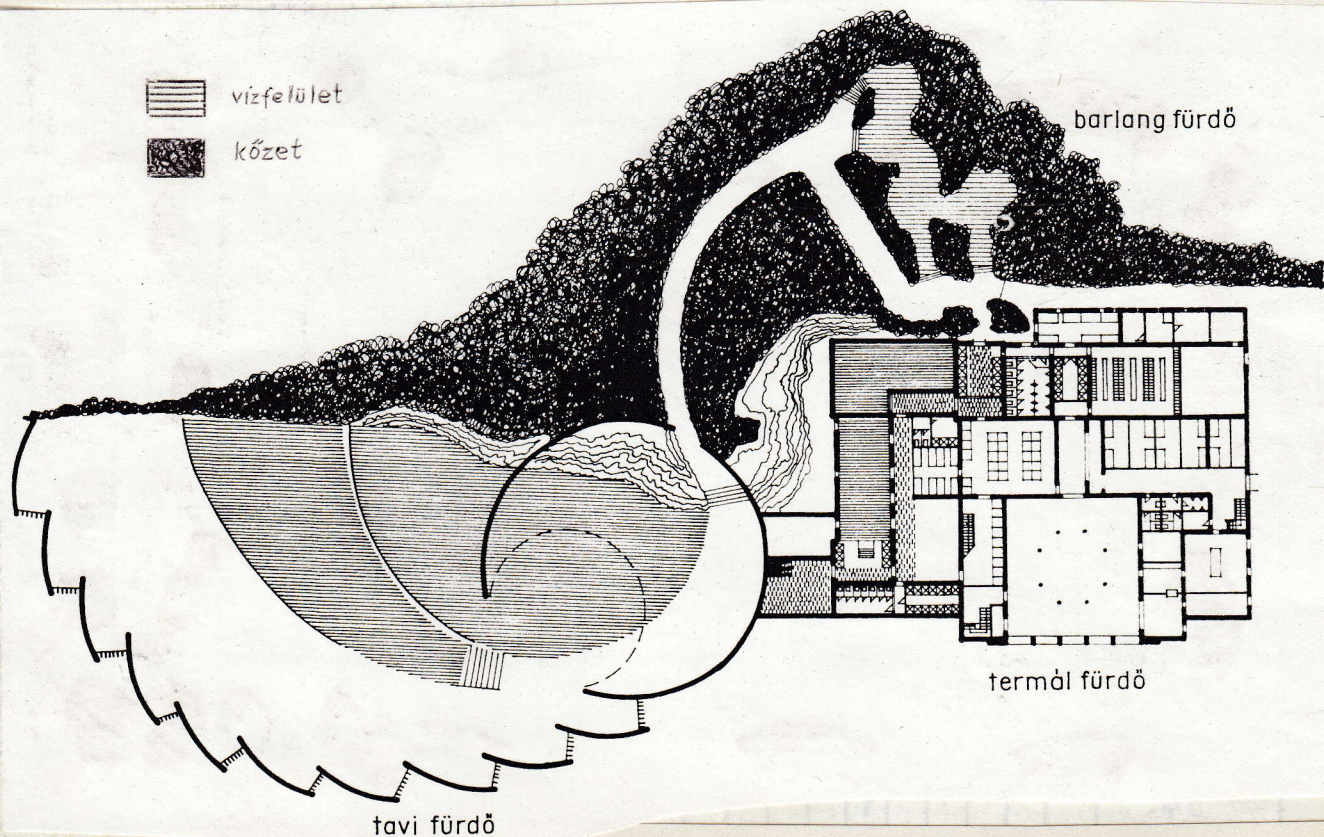 vízfelület
kőzet
barlang fürdő
termál fürdő
tavi fürdő